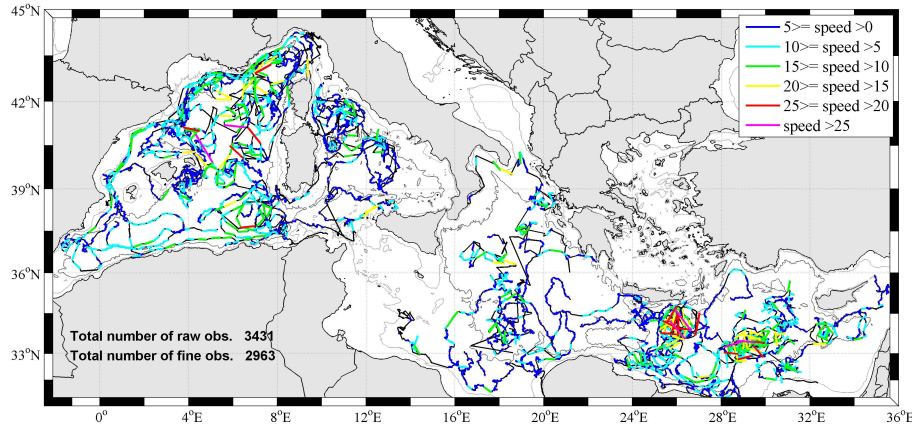 45°N
5>= speed >0
10>= speed >5
15>= speed >10
20>= speed >15
25>= speed >20
speed >25
42°N
39°N
36°N
Total number of raw obs. 3431
33°N
Total number of fine obs. 2963
0° 4°E 8°E 12°E 16°E 20°E 24°E 28°E 32°E 36°E